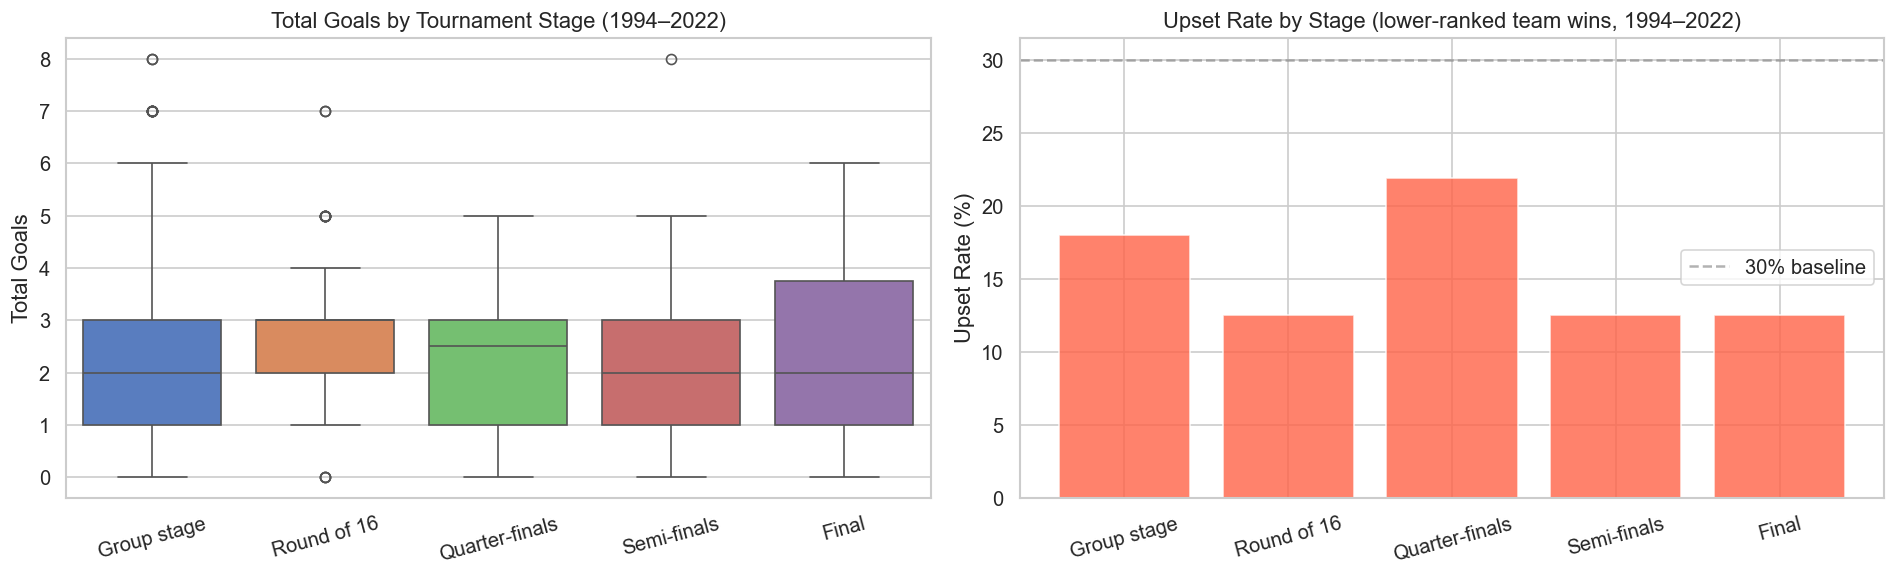 Total Goals by Tournament Stage (1994–2022)
Total Goals
8
7
6
5
4
3
2
1
0
Group stage
Round of 16
Quarter-finals
Semi-finals
Final
Upset Rate by Stage (lower-ranked team wins, 1994–2022)
Upset Rate (%)
30
25
20
15
10
5
0
30% baseline
Group stage
Round of 16
Quarter-finals
Semi-finals
Final